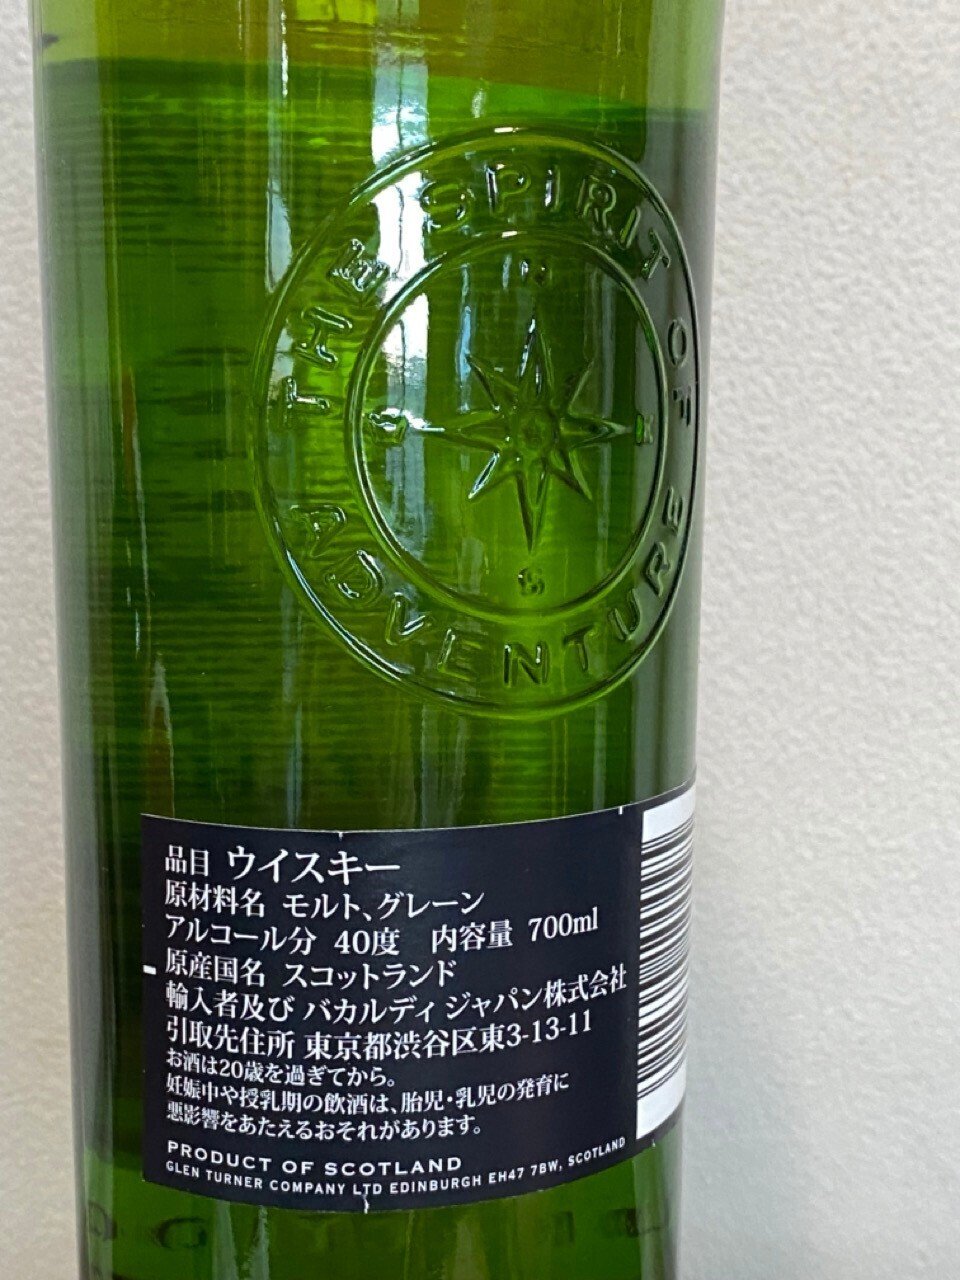 THE SPIRIT OF ADVENTURE
N
S
品目 ウイスキー
原材料名 モルト、グレーン
アルコール分 40度 内容量 700ml
原産国名 スコットランド
輸入者及び バカルディ ジャパン株式会社
引取先住所 東京都渋谷区東3-13-11
お酒は20歳を過ぎてから。
妊娠中や授乳期の飲酒は、胎児・乳児の発育に
悪影響をあたえるおそれがあります。
PRODUCT OF SCOTLAND
GLEN TURNER COMPANY LTD EDINBURGH EH47 7BW, SCOTLAND